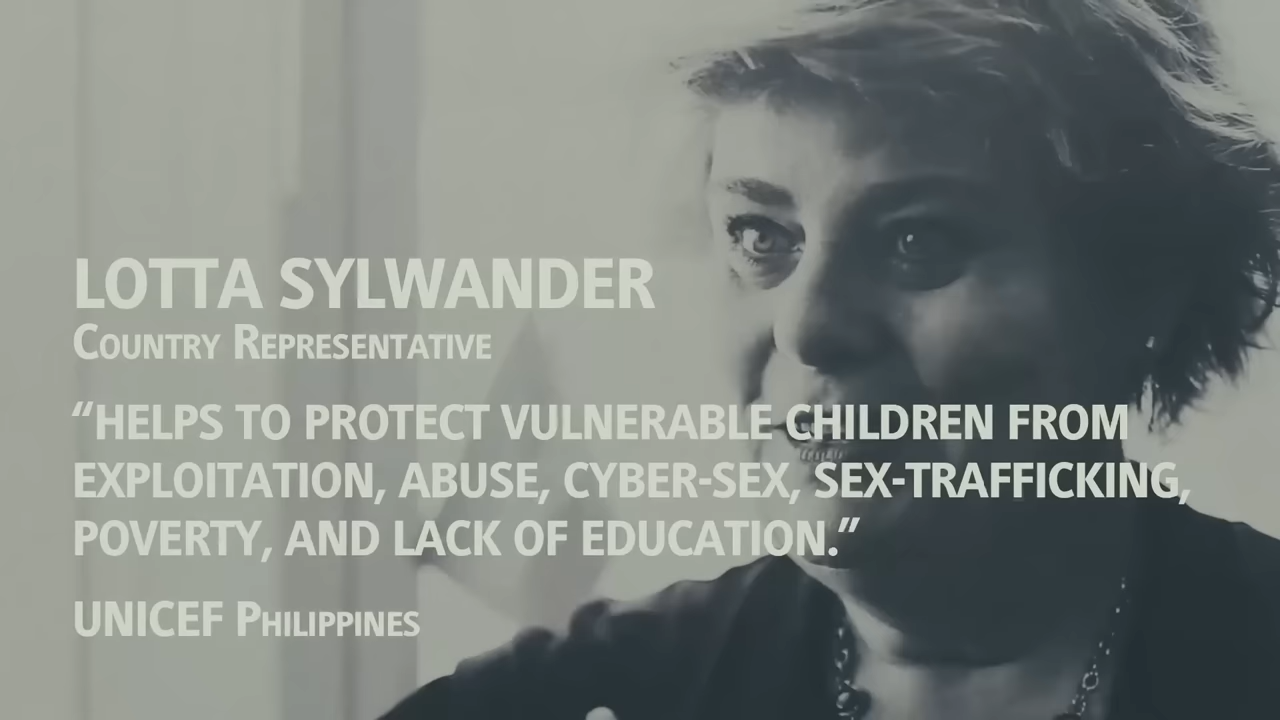 LOTTA SYLWANDER
Country Representative
“HELPS TO PROTECT VULNERABLE CHILDREN FROM
EXPLOITATION, ABUSE, CYBER-SEX, SEX-TRAFFICKING,
POVERTY, AND LACK OF EDUCATION.”
UNICEF Philippines